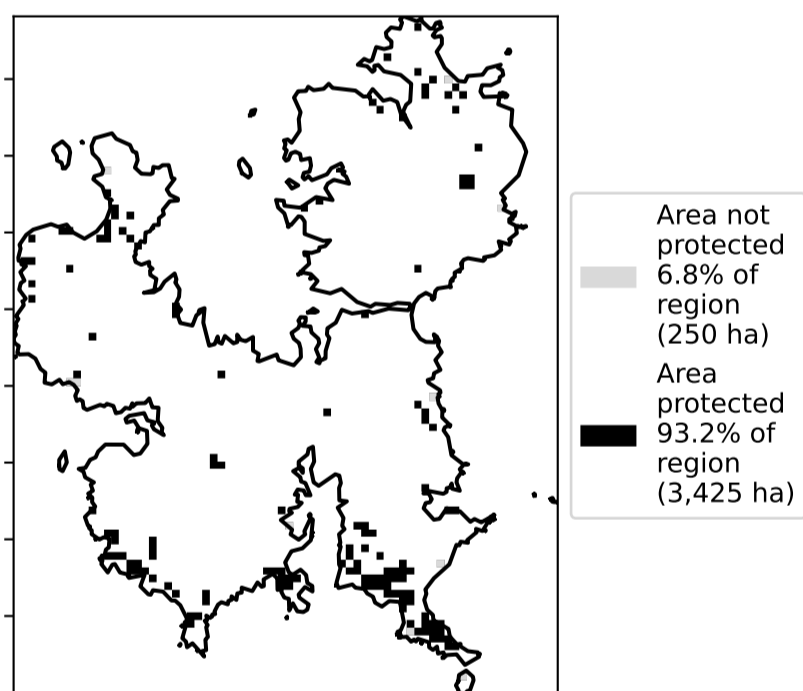 Area not
protected
6.8% of
region
(250 ha)
Area
protected
93.2% of
region
(3,425 ha)